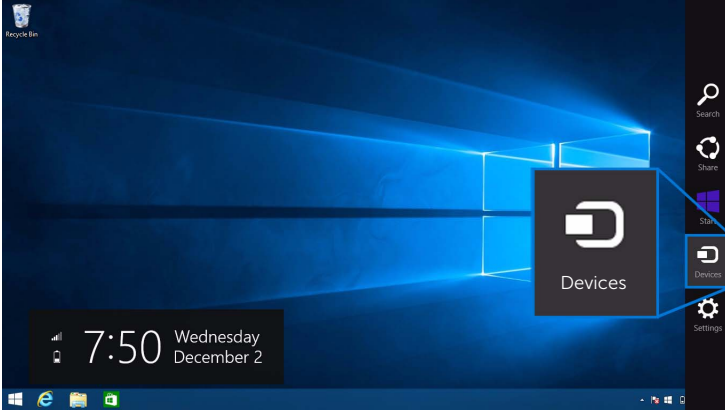 Recycle Bin
Search
Share
Start
Devices
Devices
Settings
7:50
Wednesday
December 2